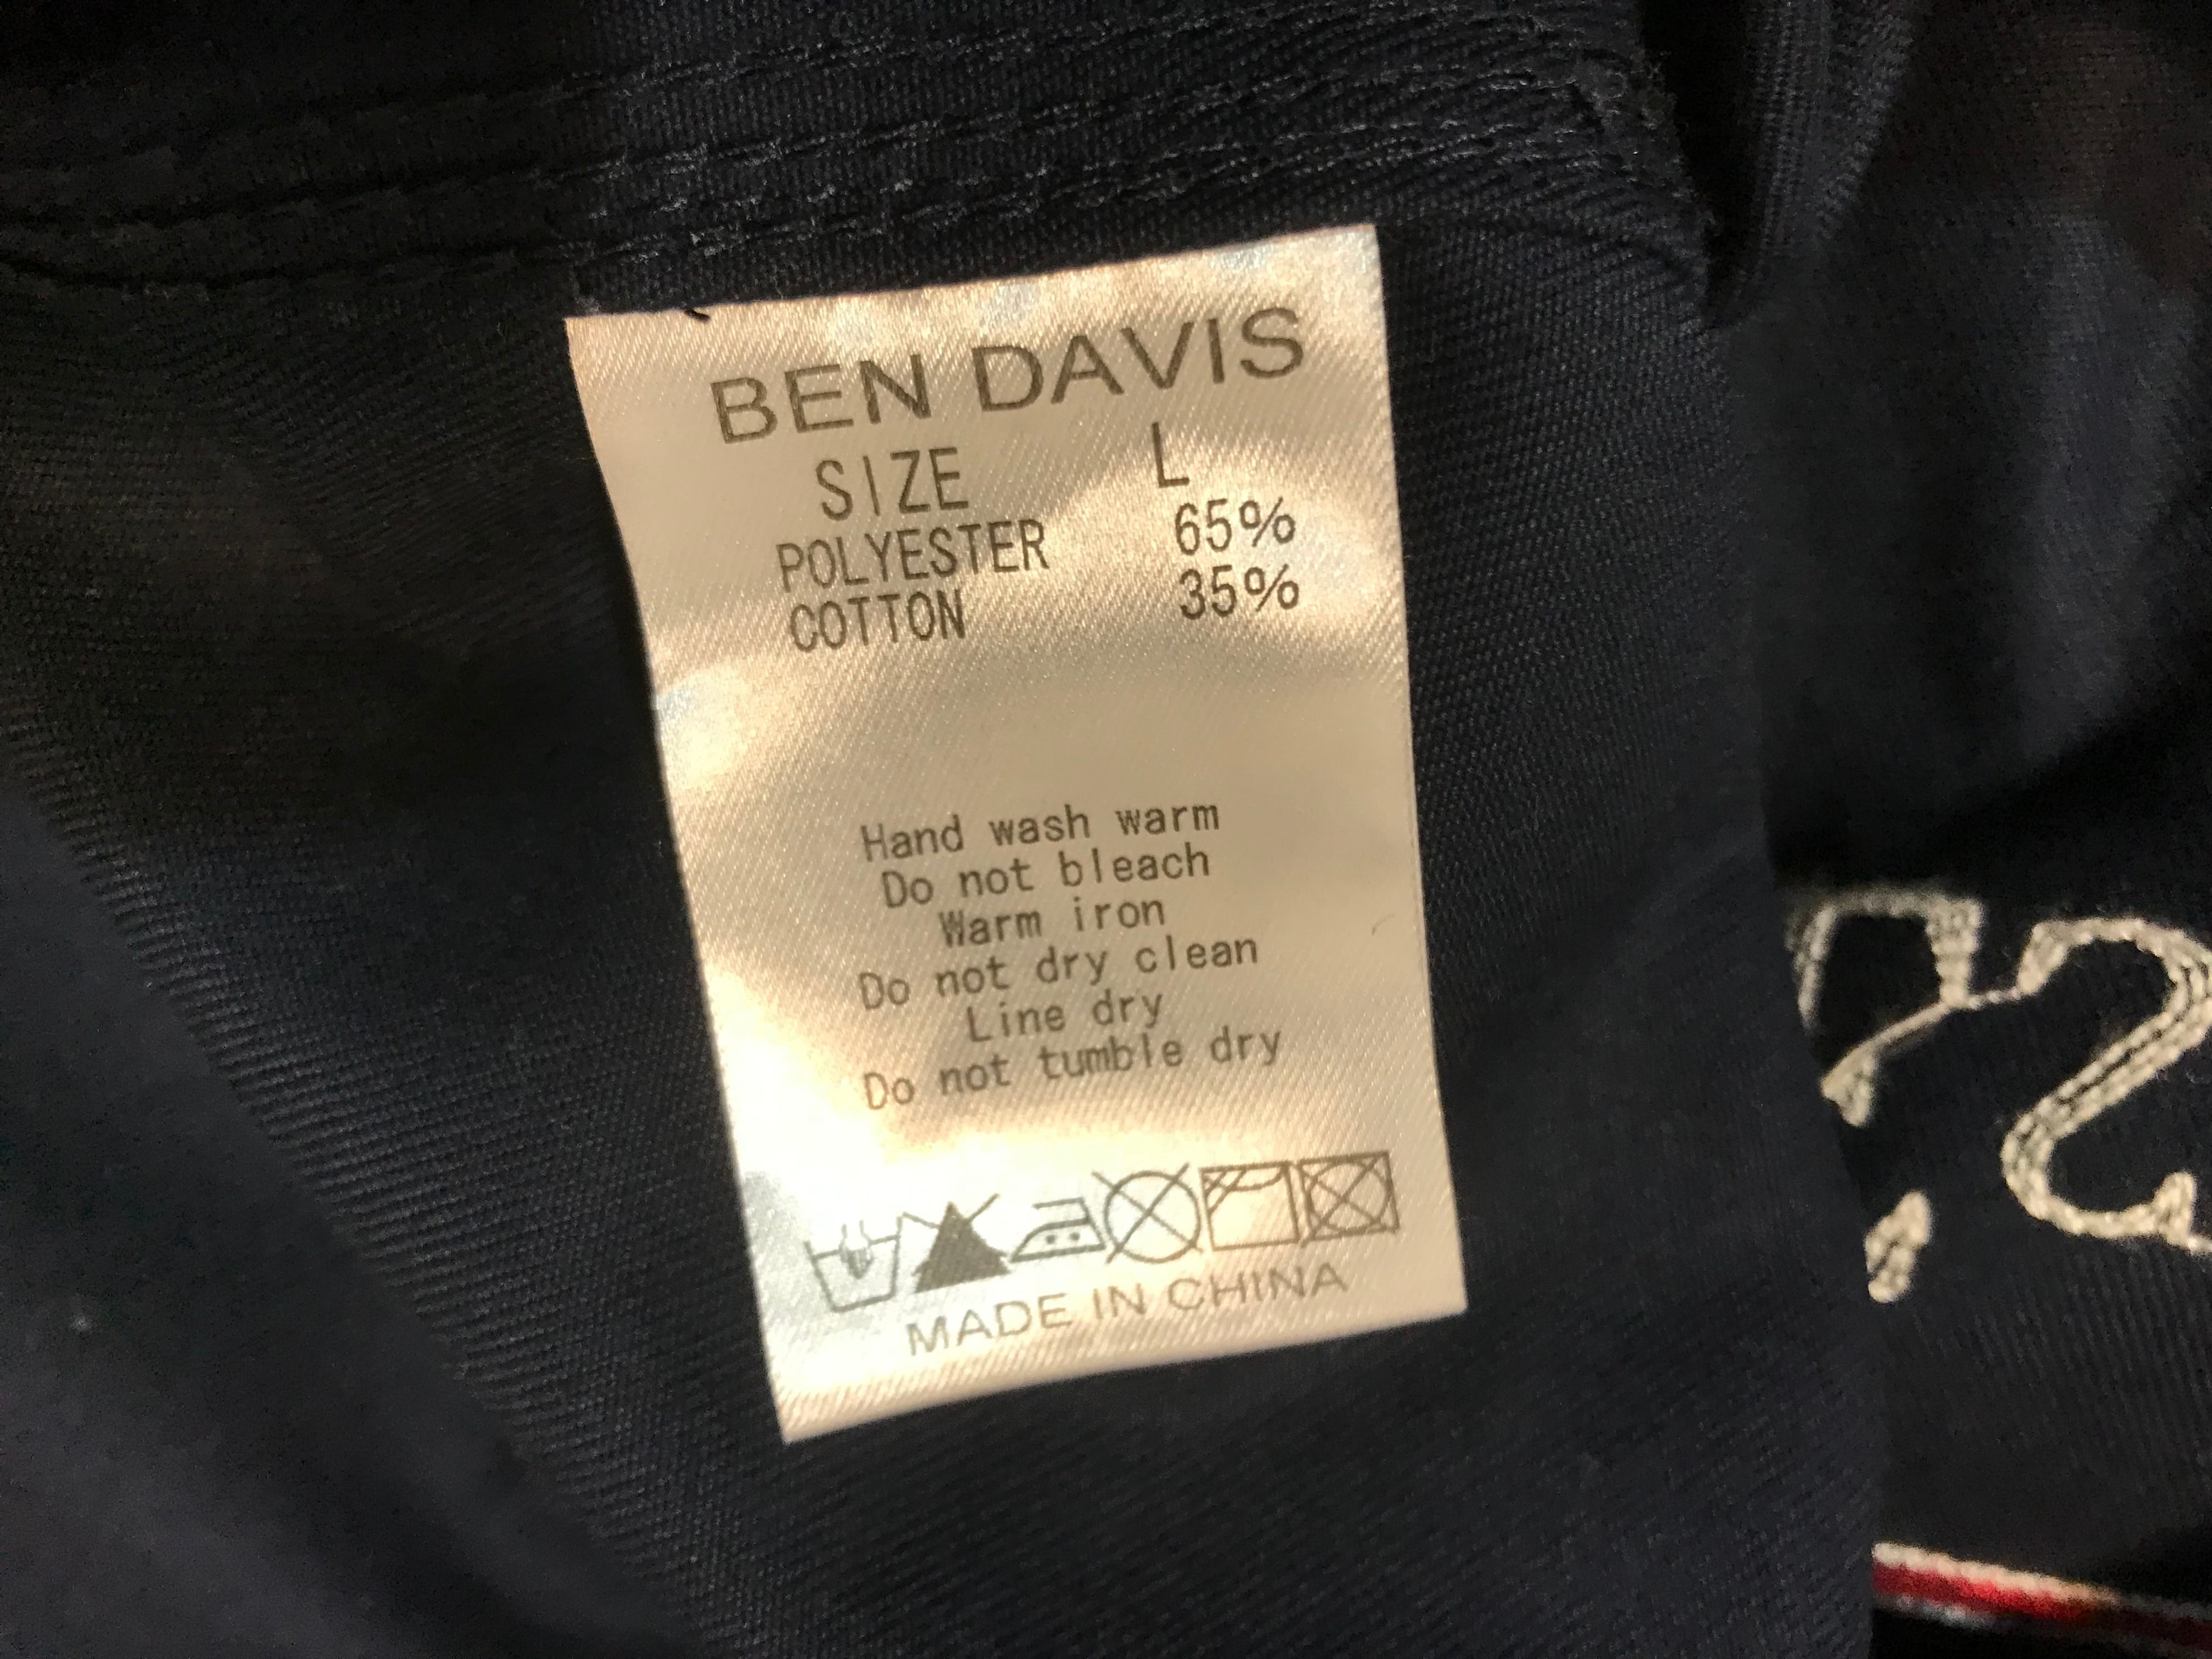 BEN DAVIS
SIZE L
POLYESTER 65%
COTTON 35%
Hand wash warm
Do not bleach
Warm iron
Do not dry clean
Line dry
Do not tumble dry
MADE IN CHINA